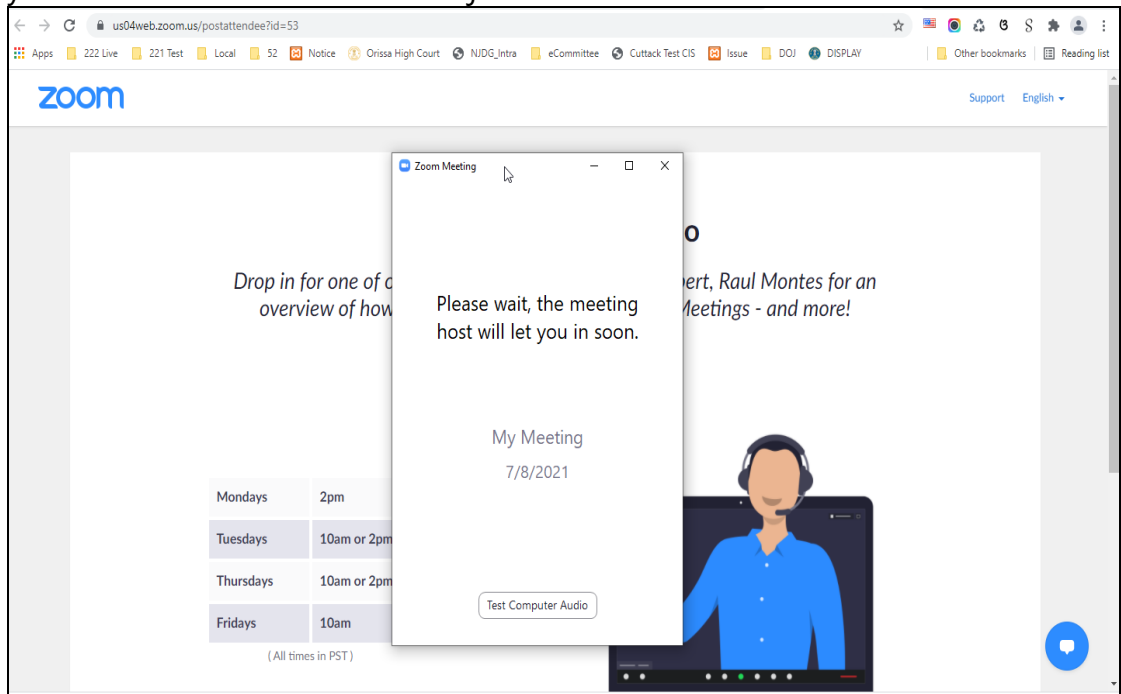 us04web.zoom.us/postattendee?id=53
Apps 222 Live 221 Test Local 52 Notice Orissa High Court NJDG_Intra eCommittee Cuttack Test CIS Issue DOJ DISPLAY Other bookmarks Reading list
zoom
Support English
Zoom Meeting
Drop in for one of
overview of how
Raul Montes for an
Meetings - and more!
Please wait, the meeting
host will let you in soon.
My Meeting
7/8/2021
Mondays 2pm
Tuesdays 10am or 2pm
Thursdays 10am or 2pm
Fridays 10am
( All times in PST )
Test Computer Audio